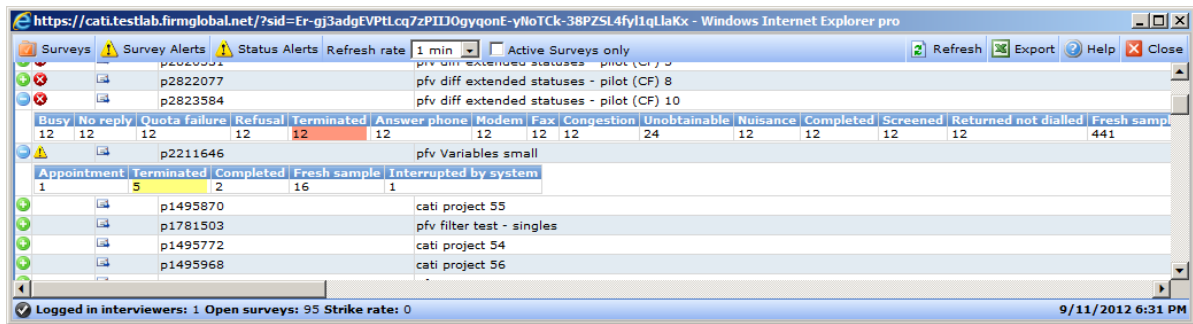 https://cati.testlab.firmglobal.net/?sid=Er-gj3adgEVPtLcq7zPIIJOgyqonE-yNoTCk-38PZSL4fyl1qLlaKx - Windows Internet Explorer pro
Surveys Survey Alerts Status Alerts Refresh rate 1 min Active Surveys only Refresh Export Help Close
p2822077 pfv diff extended statuses - pilot (CF) 8
p2823584 pfv diff extended statuses - pilot (CF) 10
Busy No reply Quota failure Refusal Terminated Answer phone Modem Fax Congestion Unobtainable Nuisance Completed Screened Returned not dialled Fresh sampl
12 12 12 12 12 12 12 12 12 24 12 12 12 12 441
p2211646 pfv Variables small
Appointment Terminated Completed Fresh sample Interrupted by system
1 5 2 16 1
p1495870 cati project 55
p1781503 pfv filter test - singles
p1495772 cati project 54
p1495968 cati project 56
Logged in interviewers: 1 Open surveys: 95 Strike rate: 0 9/11/2012 6:31 PM